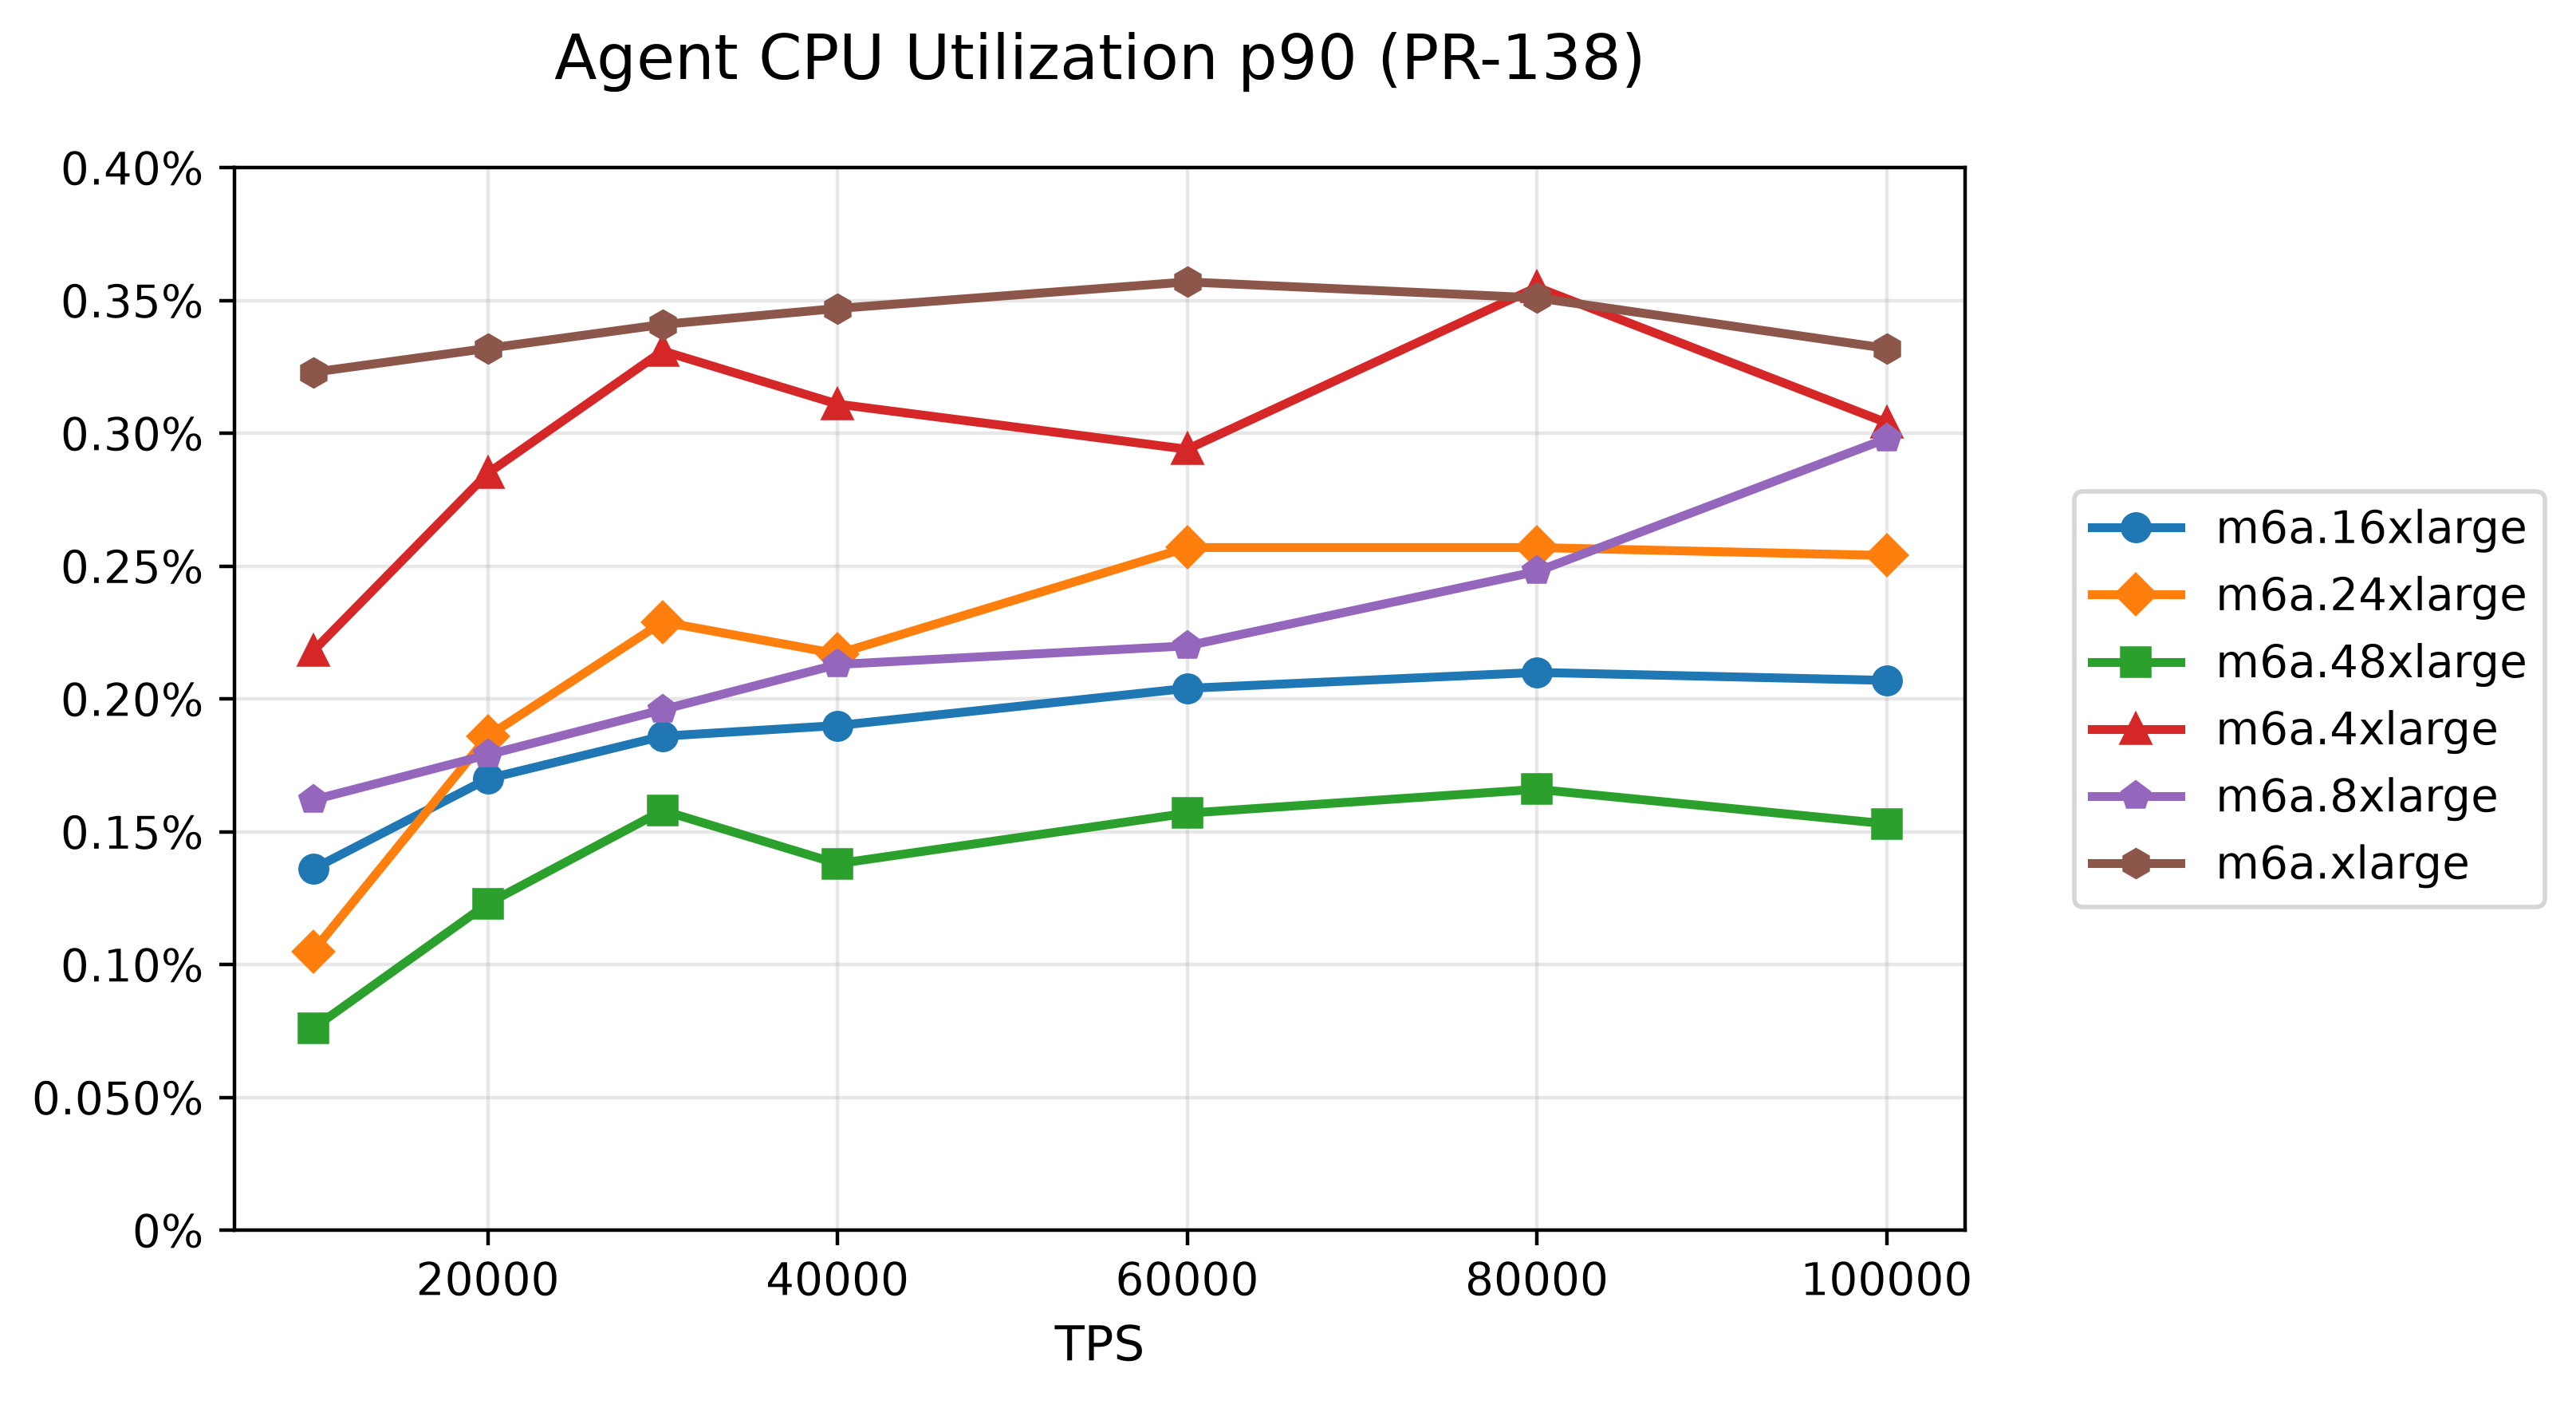 Agent CPU Utilization p90 (PR-138)
0.40%
0.35%
0.30%
0.25%
0.20%
0.15%
0.10%
0.050%
0%
20000 40000 60000 80000 100000
TPS
m6a.16xlarge
m6a.24xlarge
m6a.48xlarge
m6a.4xlarge
m6a.8xlarge
m6a.xlarge